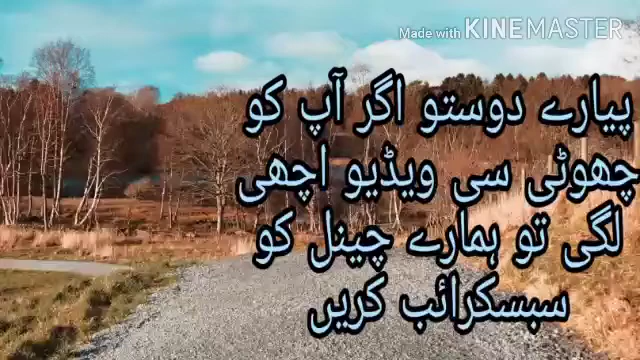 Made with KINEMASTER
پیارے دوستو اگر آپ کو
چھوٹی سی ویڈیو اچھی
لگی تو ہمارے چینل کو
سبسکرائب کریں